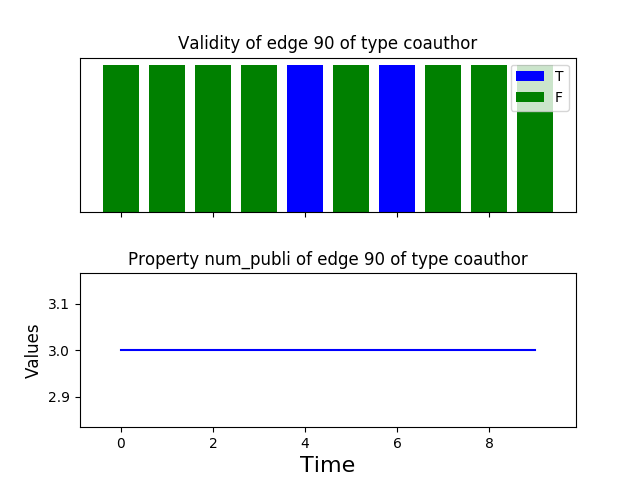 Validity of edge 90 of type coauthor
T
F
Property num_publi of edge 90 of type coauthor
3.1
3.0
2.9
Values
0 2 4 6 8
Time